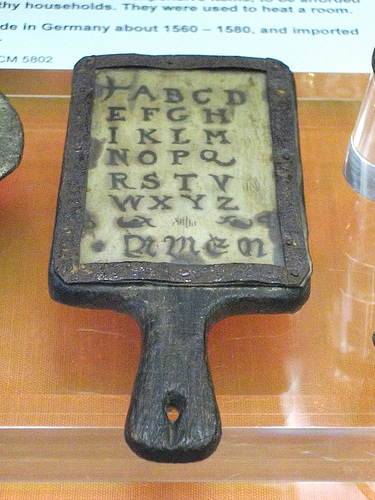 thy households. They were used to heat a room.
de in Germany about 1560 – 1580, and imported
CM 5802
+ABCD
EFGH
IKLM
NOPQ
RSTV
WXYZ
Amen